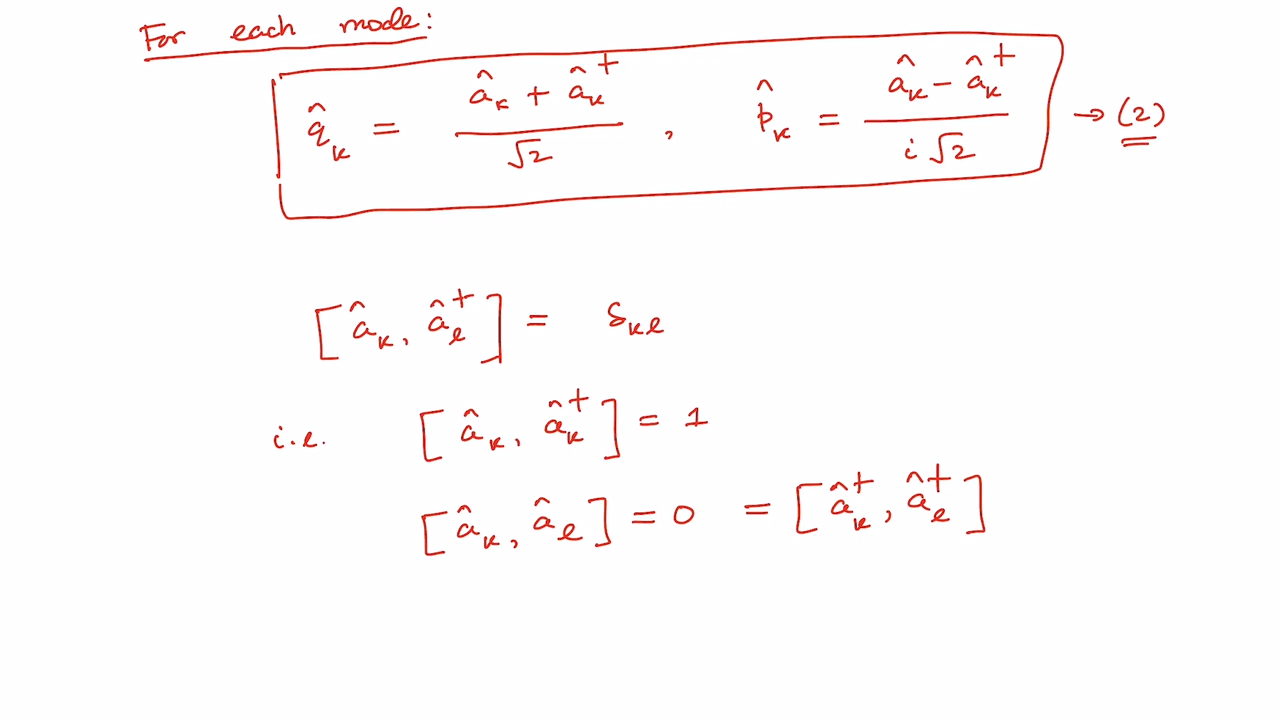 For each mode:
q̂_k = (â_k + â_k†)/√2 , p̂_k = (â_k − â_k†)/(i√2) → (2)
[â_k, â_ℓ†] = δ_kℓ
i.e. [â_k, â_k†] = 1
[â_k, â_ℓ] = 0 = [â_k†, â_ℓ†]